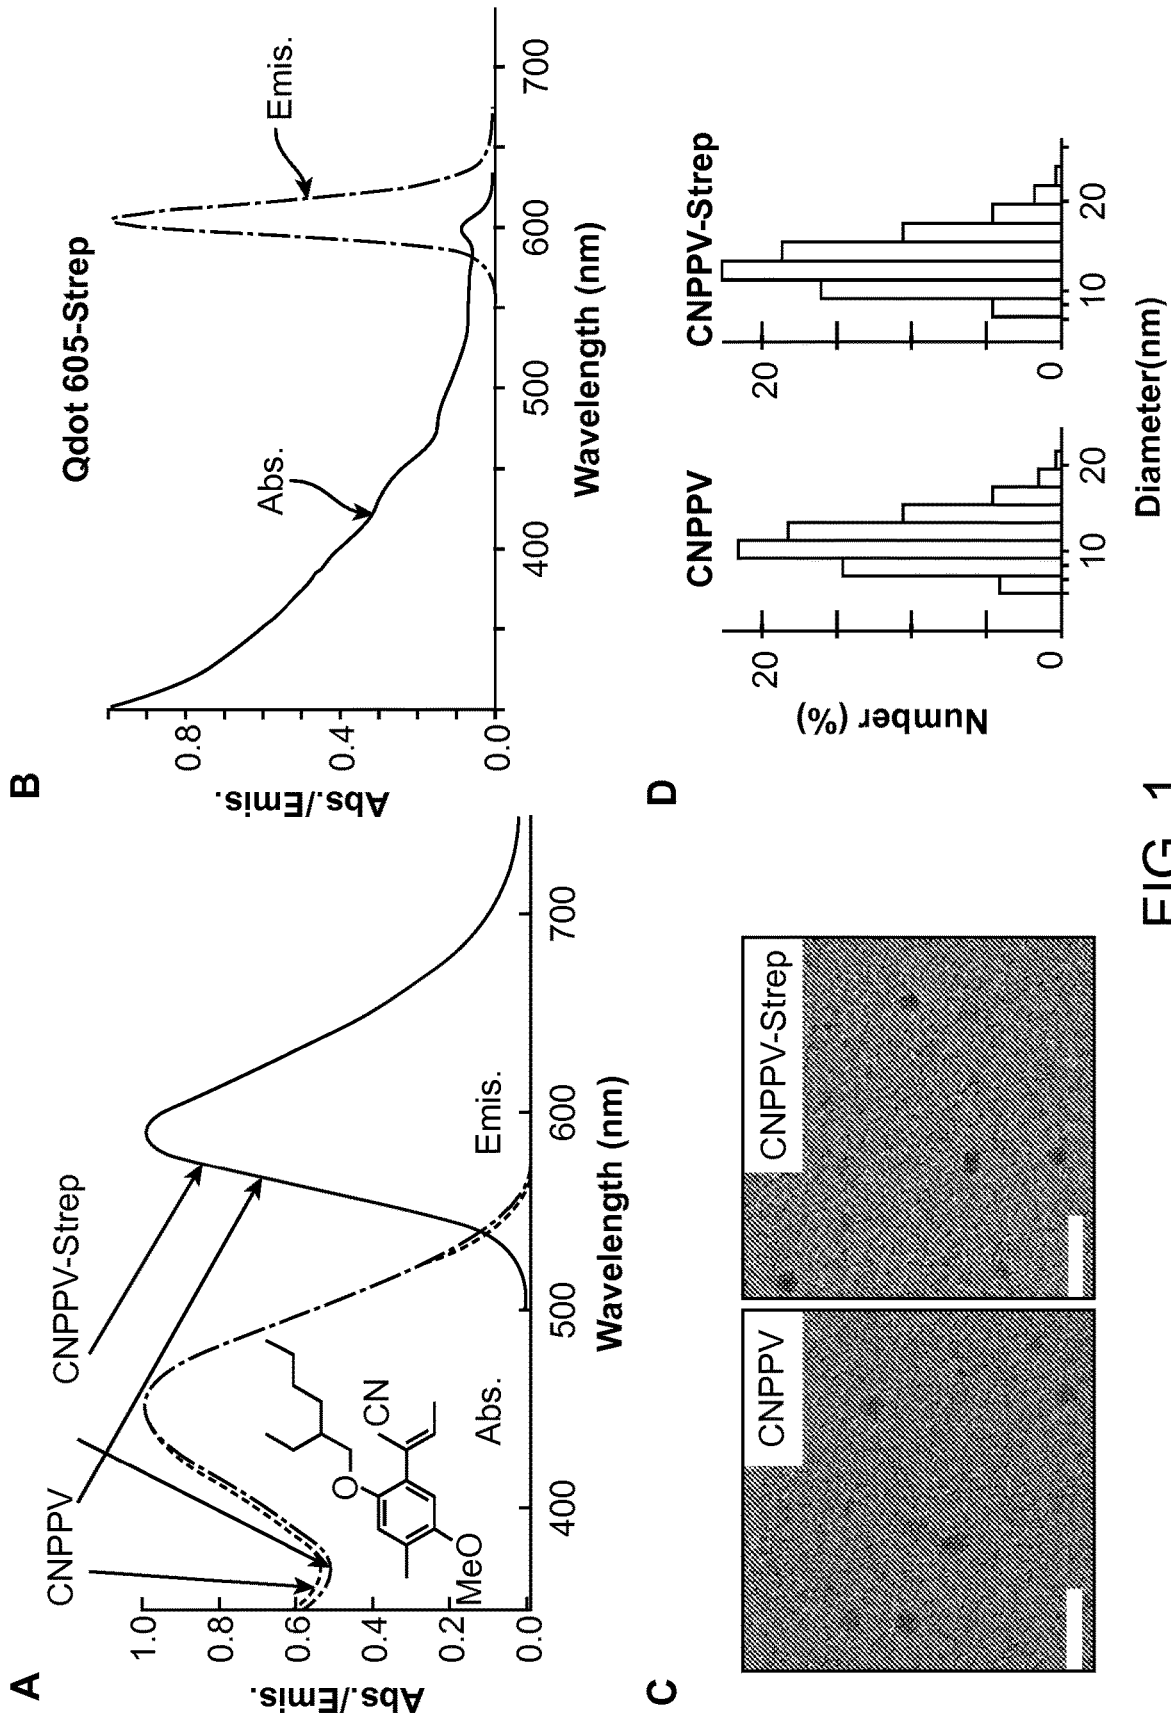 A
Abs./Emis.
1.0
0.8
0.6
0.4
0.2
0.0
CNPPV
CNPPV-Strep
O
CN
MeO
Abs.
Emis.
400
500
600
700
Wavelength (nm)
B
Qdot 605-Strep
Abs./Emis.
0.8
0.4
0.0
Abs.
Emis.
400
500
600
700
Wavelength (nm)
C
CNPPV
CNPPV-Strep
D
CNPPV
CNPPV-Strep
Number (%)
20
0
20
0
10
20
10
20
Diameter(nm)
FIG. 1